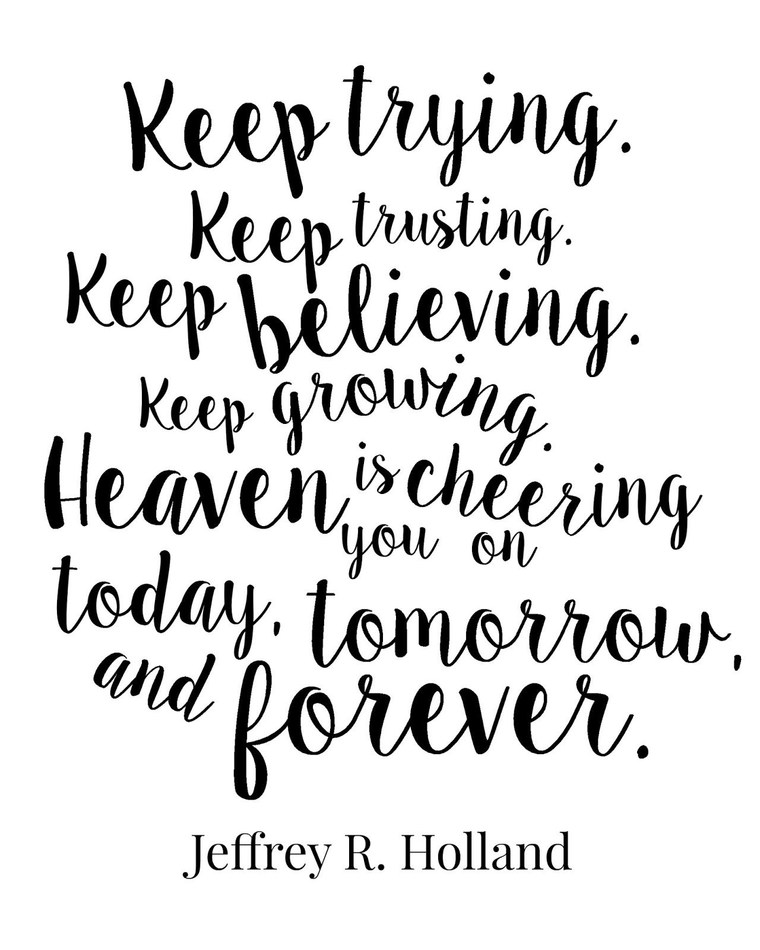 Keep trying.
Keep trusting.
Keep believing.
Keep growing.
Heaven is cheering
you on
today, tomorrow,
and forever.
Jeffrey R. Holland